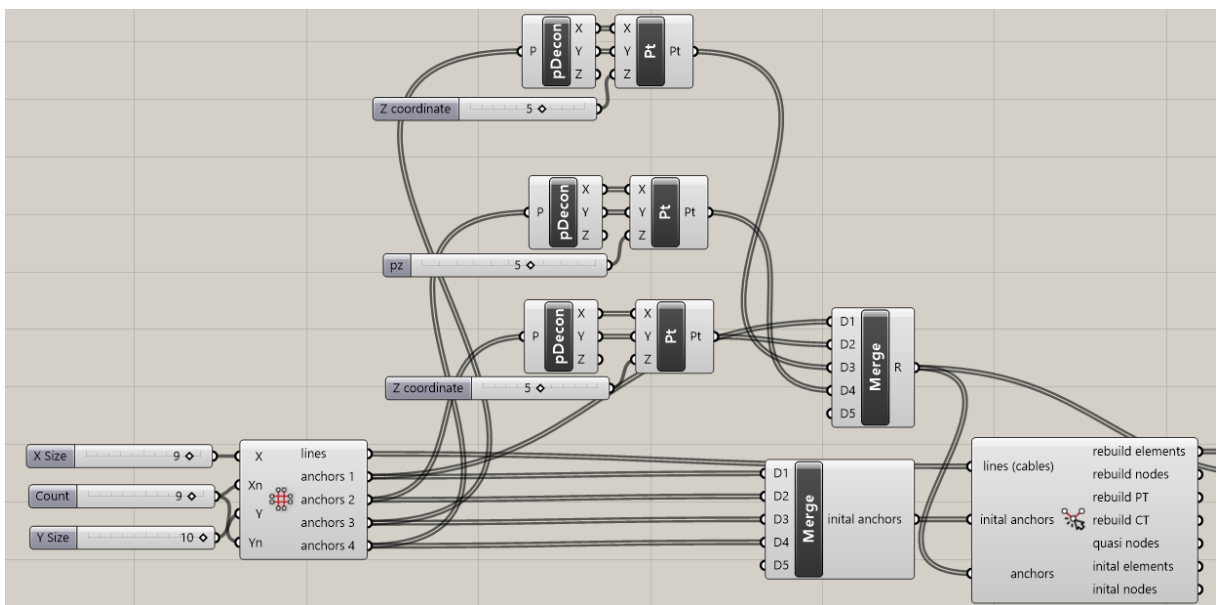 P pDecon X Y Z X Y Z Pt Pt
Z coordinate 5
P pDecon X Y Z X Y Z Pt Pt
pz 5
P pDecon X Y Z X Y Z Pt Pt
Z coordinate 5
D1
D2
D3
D4
D5
Merge
R
X Size 9
Count 9
Y Size 10
X
Xn
Y
Yn
lines
anchors 1
anchors 2
anchors 3
anchors 4
D1
D2
D3
D4
D5
Merge
inital anchors
lines (cables)
inital anchors
anchors
rebuild elements
rebuild nodes
rebuild PT
rebuild CT
quasi nodes
inital elements
inital nodes